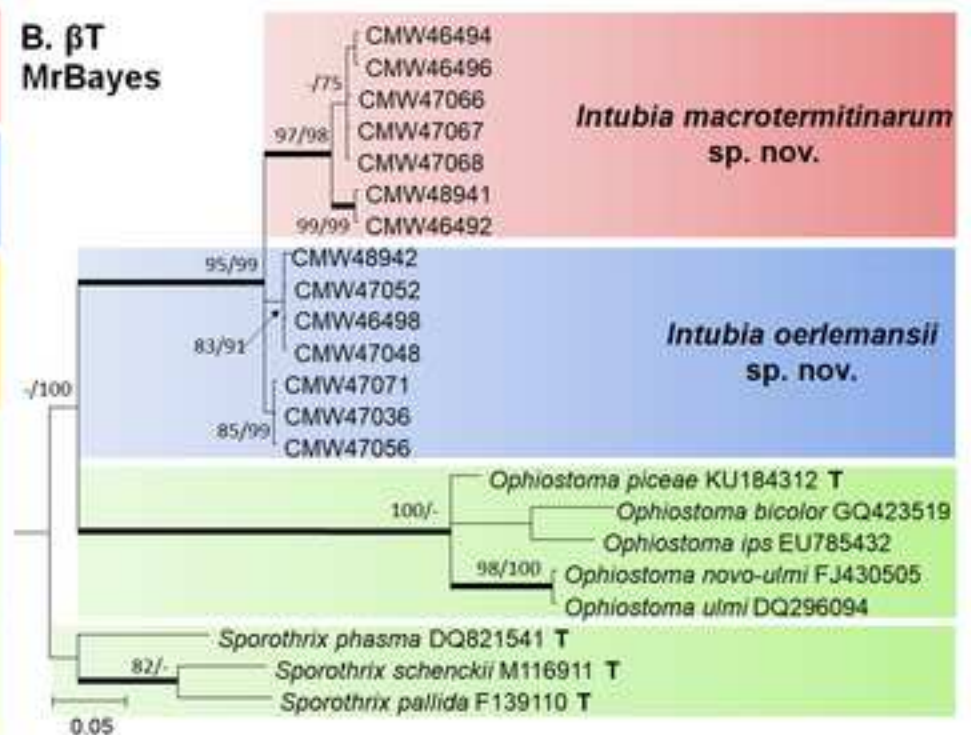 B. βT
MrBayes
CMW46494
CMW46496
-/75
CMW47066
CMW47067
97/98
CMW47068
CMW48941
99/99 CMW46492
Intubia macrotermitinarum
sp. nov.
95/99
CMW48942
CMW47052
CMW46498
83/91
CMW47048
CMW47071
CMW47036
85/99
CMW47056
Intubia oerlemansii
sp. nov.
-/100
Ophiostoma piceae KU184312 T
100/-
Ophiostoma bicolor GQ423519
Ophiostoma ips EU785432
98/100
Ophiostoma novo-ulmi FJ430505
Ophiostoma ulmi DQ296094
Sporothrix phasma DQ821541 T
82/-
Sporothrix schenckii M116911 T
Sporothrix pallida F139110 T
0.05